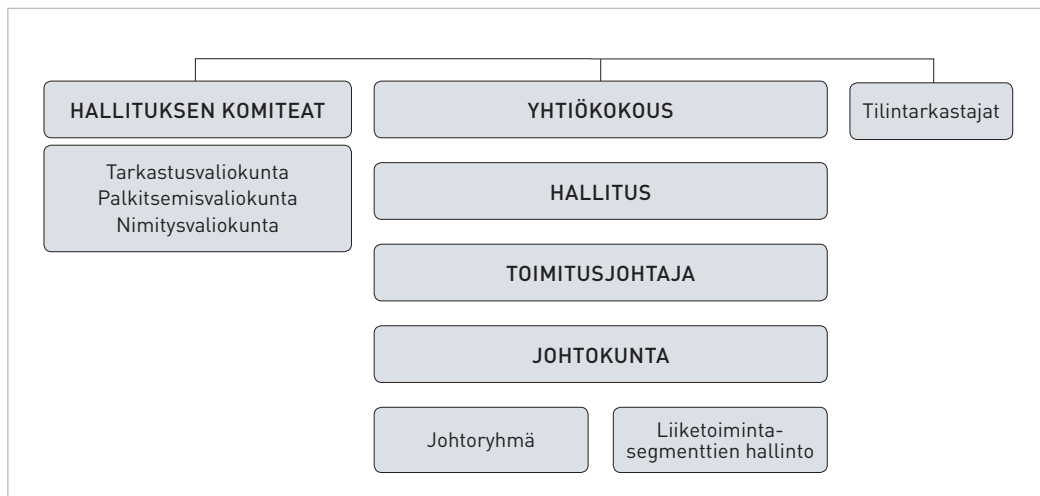 HALLITUKSEN KOMITEAT
Tarkastusvaliokunta
Palkitsemisvaliokunta
Nimitysvaliokunta
YHTIÖKOKOUS
HALLITUS
TOIMITUSJOHTAJA
JOHTOKUNTA
Johtoryhmä
Liiketoiminta-
segmenttien hallinto
Tilintarkastajat